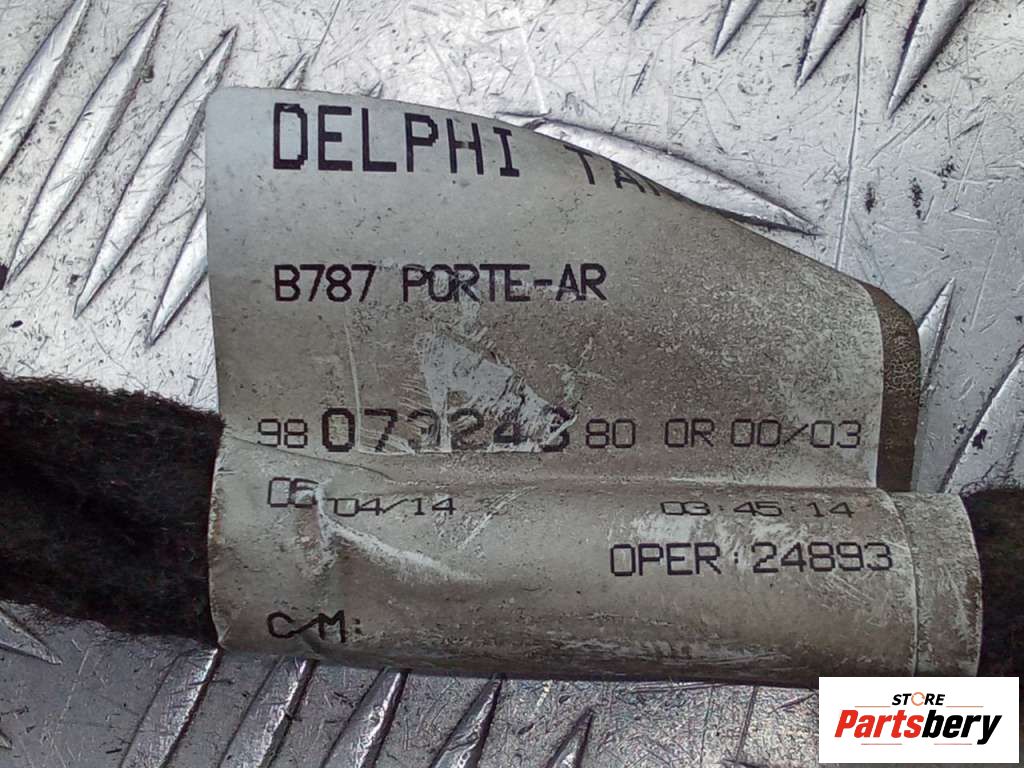 DELPHI
B787 PORTE-AR
98 073243 80 OR 00/03
04/14 03:45:14
OPER:24893
C/M:
STORE
Partsbery